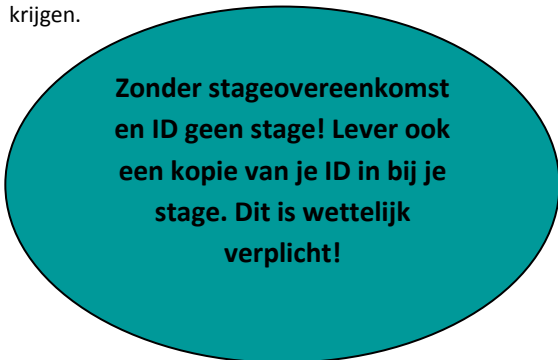 krijgen.
Zonder stageovereenkomst
en ID geen stage! Lever ook
een kopie van je ID in bij je
stage. Dit is wettelijk
verplicht!